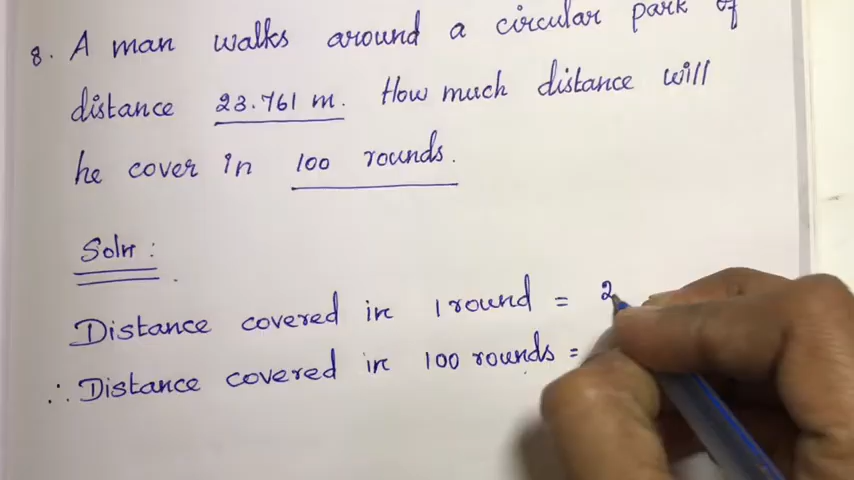 8. A man walks around a circular park of
distance 23.761 m. How much distance will
he cover in 100 rounds.
Soln :
Distance covered in 1 round = 2
∴ Distance covered in 100 rounds =